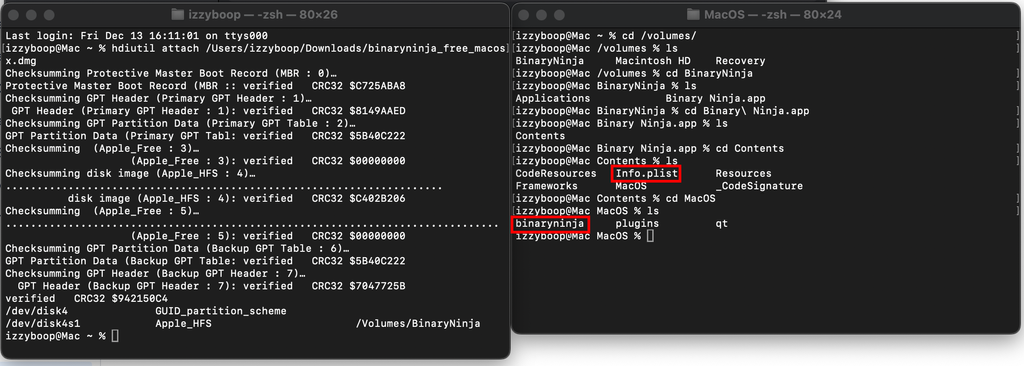 izzyboop — -zsh — 80×26
Last login: Fri Dec 13 16:11:01 on ttys000
[izzyboop@Mac ~ % hdiutil attach /Users/izzyboop/Downloads/binaryninja_free_macos]
x.dmg
Checksumming Protective Master Boot Record (MBR : 0)…
Protective Master Boot Record (MBR :: verified   CRC32 $C725ABA8
Checksumming GPT Header (Primary GPT Header : 1)…
 GPT Header (Primary GPT Header : 1): verified   CRC32 $8149AAED
Checksumming GPT Partition Data (Primary GPT Table : 2)…
GPT Partition Data (Primary GPT Tabl: verified   CRC32 $5B40C222
Checksumming  (Apple_Free : 3)…
                    (Apple_Free : 3): verified   CRC32 $00000000
Checksumming disk image (Apple_HFS : 4)…
.....................................................................
          disk image (Apple_HFS : 4): verified   CRC32 $C402B206
Checksumming  (Apple_Free : 5)…
..............................................................................
                    (Apple_Free : 5): verified   CRC32 $00000000
Checksumming GPT Partition Data (Backup GPT Table : 6)…
GPT Partition Data (Backup GPT Table: verified   CRC32 $5B40C222
Checksumming GPT Header (Backup GPT Header : 7)…
  GPT Header (Backup GPT Header : 7): verified   CRC32 $7047725B
verified   CRC32 $942150C4
/dev/disk4              GUID_partition_scheme
/dev/disk4s1            Apple_HFS                       /Volumes/BinaryNinja
izzyboop@Mac ~ %
MacOS — -zsh — 80×24
[izzyboop@Mac ~ % cd /volumes/]
[izzyboop@Mac /volumes % ls]
BinaryNinja     Macintosh HD    Recovery
[izzyboop@Mac /volumes % cd BinaryNinja]
[izzyboop@Mac BinaryNinja % ls]
Applications            Binary Ninja.app
[izzyboop@Mac BinaryNinja % cd Binary\ Ninja.app]
[izzyboop@Mac Binary Ninja.app % ls]
Contents
[izzyboop@Mac Binary Ninja.app % cd Contents]
[izzyboop@Mac Contents % ls]
CodeResources   Info.plist      Resources
Frameworks      MacOS           _CodeSignature
[izzyboop@Mac Contents % cd MacOS]
[izzyboop@Mac MacOS % ls]
binaryninja     plugins         qt
izzyboop@Mac MacOS %